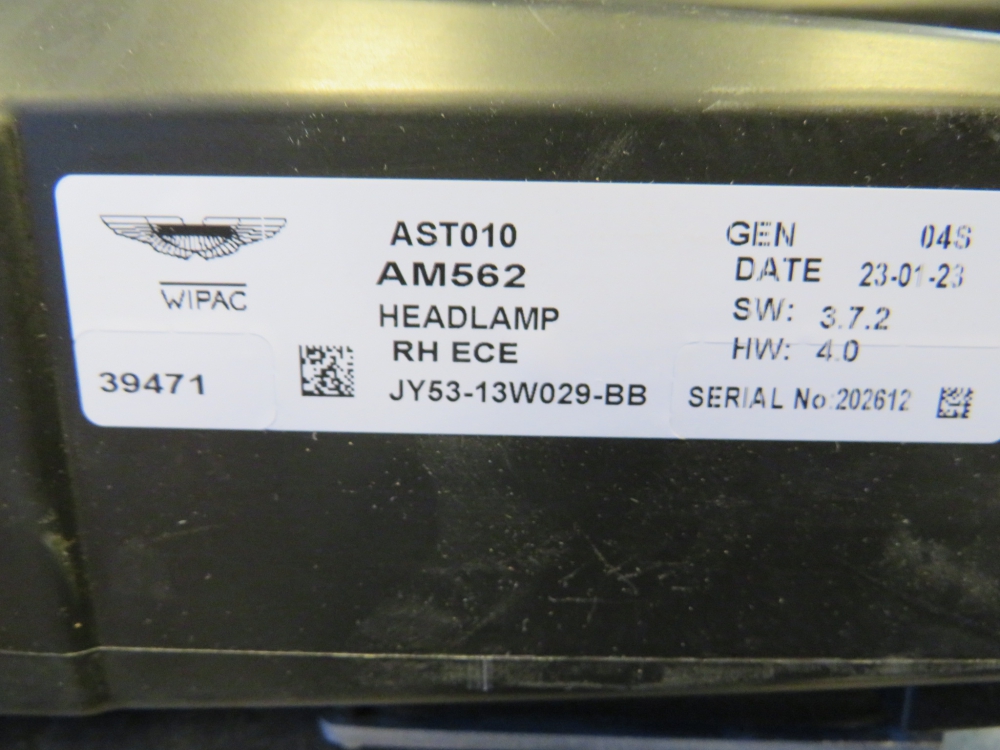 WIPAC
39471
AST010
AM562
HEADLAMP
RH ECE
JY53-13W029-BB
GEN 04S
DATE 23-01-23
SW: 3.7.2
HW: 4.0
SERIAL No:202612